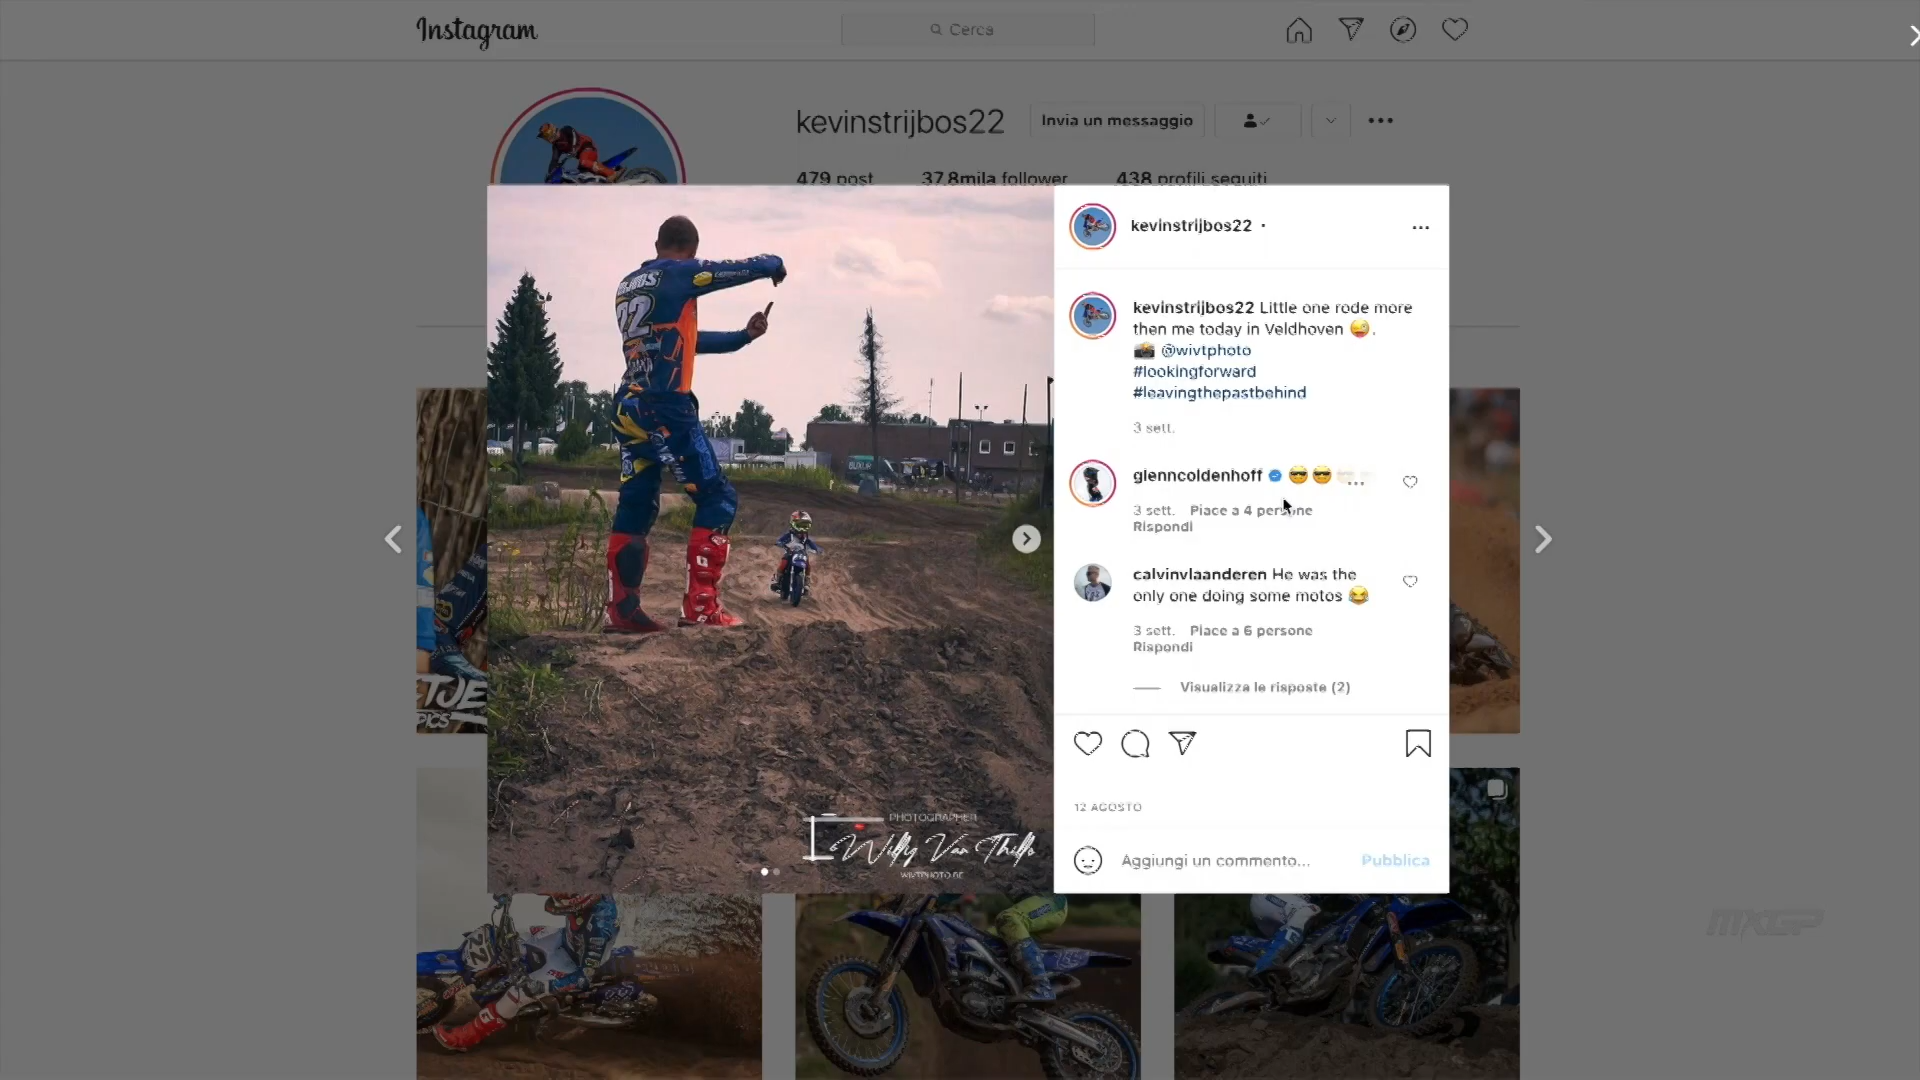 Instagram
Cerca
kevinstrijbos22
Invia un messaggio
479 post 37,8mila follower 438 profili seguiti
kevinstrijbos22 ·
kevinstrijbos22 Little one rode more
then me today in Veldhoven 😜.
📸 @wivtphoto
#lookingforward
#leavingthepastbehind
3 sett.
glenncoldenhoff 😎😎
3 sett. Piace a 4 persone
Rispondi
calvinvlaanderen He was the
only one doing some motos 😂
3 sett. Piace a 6 persone
Rispondi
Visualizza le risposte (2)
12 AGOSTO
Aggiungi un commento...
Pubblica
22
PHOTOGRAPHER
Willy Van Thillo
WIVTPHOTO.BE
MXGP